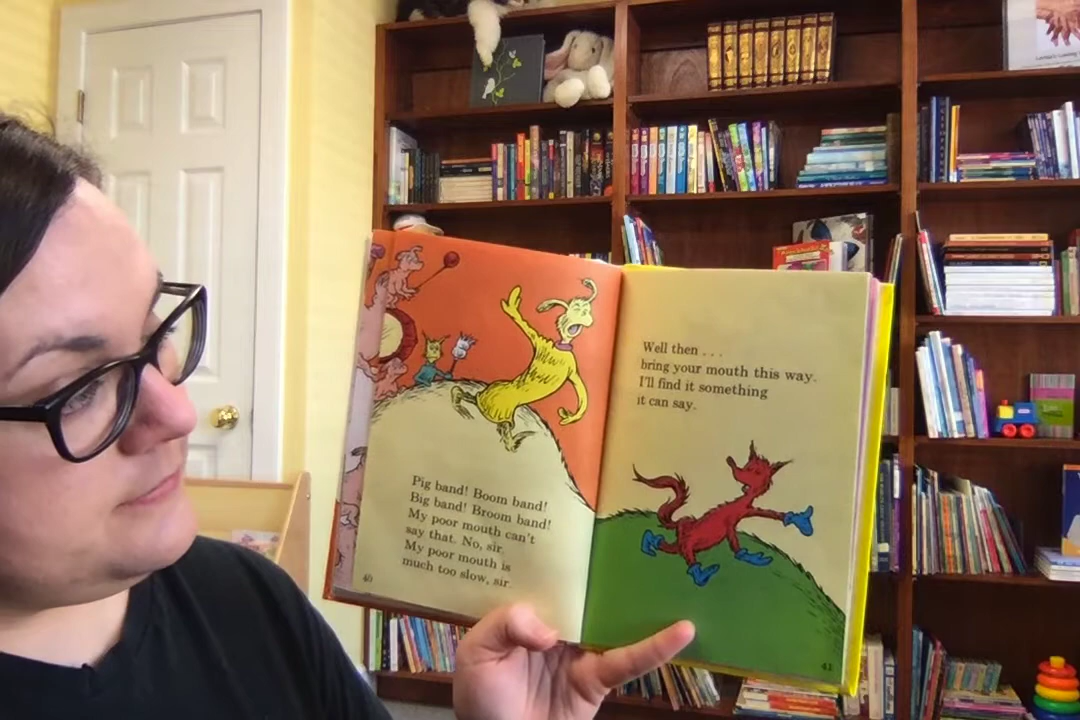 Pig band! Boom band!
Big band! Broom band!
My poor mouth can't
say that. No, sir.
My poor mouth is
much too slow, sir.
40
Well then . . .
bring your mouth this way.
I'll find it something
it can say.
41